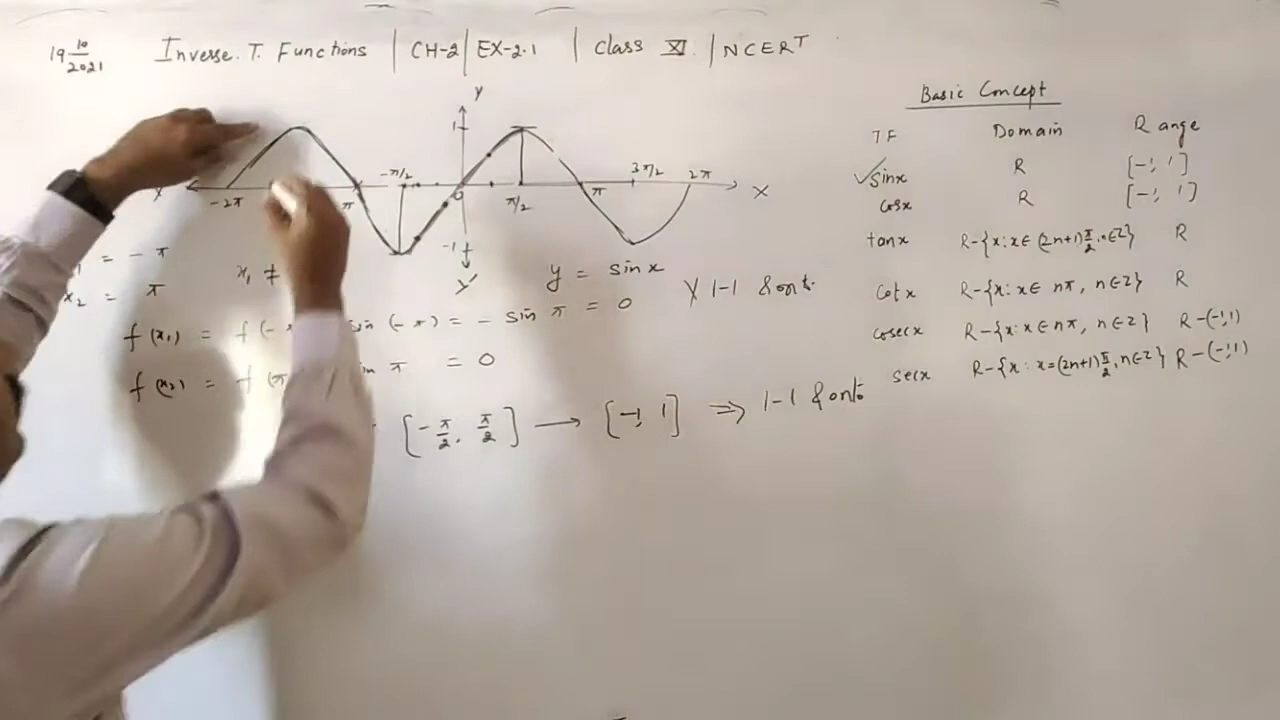 19 10/2021 Inverse. T. Functions | CH-2 | EX-2.1 | Class XI | NCERT
Y
1
-π/2
3π/2
2π
-2π
π
O
π/2
π
X
-1
Y'
y = sinx
1-1 & onto
1 = -π
x2 = π
x1 ≠
f(x1) = f(-π sin(-π) = - sin π = 0
f(x2) = f(π π = 0
[-π/2, π/2] → [-1, 1] ⇒ 1-1 & onto
Basic Concept
TF Domain Range
✓sinx R [-1, 1]
cosx R [-1, 1]
tanx R-{x: x∈ (2n+1)π/2, n∈Z} R
cotx R-{x: x∈ nπ, n∈Z} R
cosecx R-{x: x∈nπ, n∈Z} R-(-1,1)
secx R-{x: x=(2n+1)π/2, n∈Z} R-(-1,1)